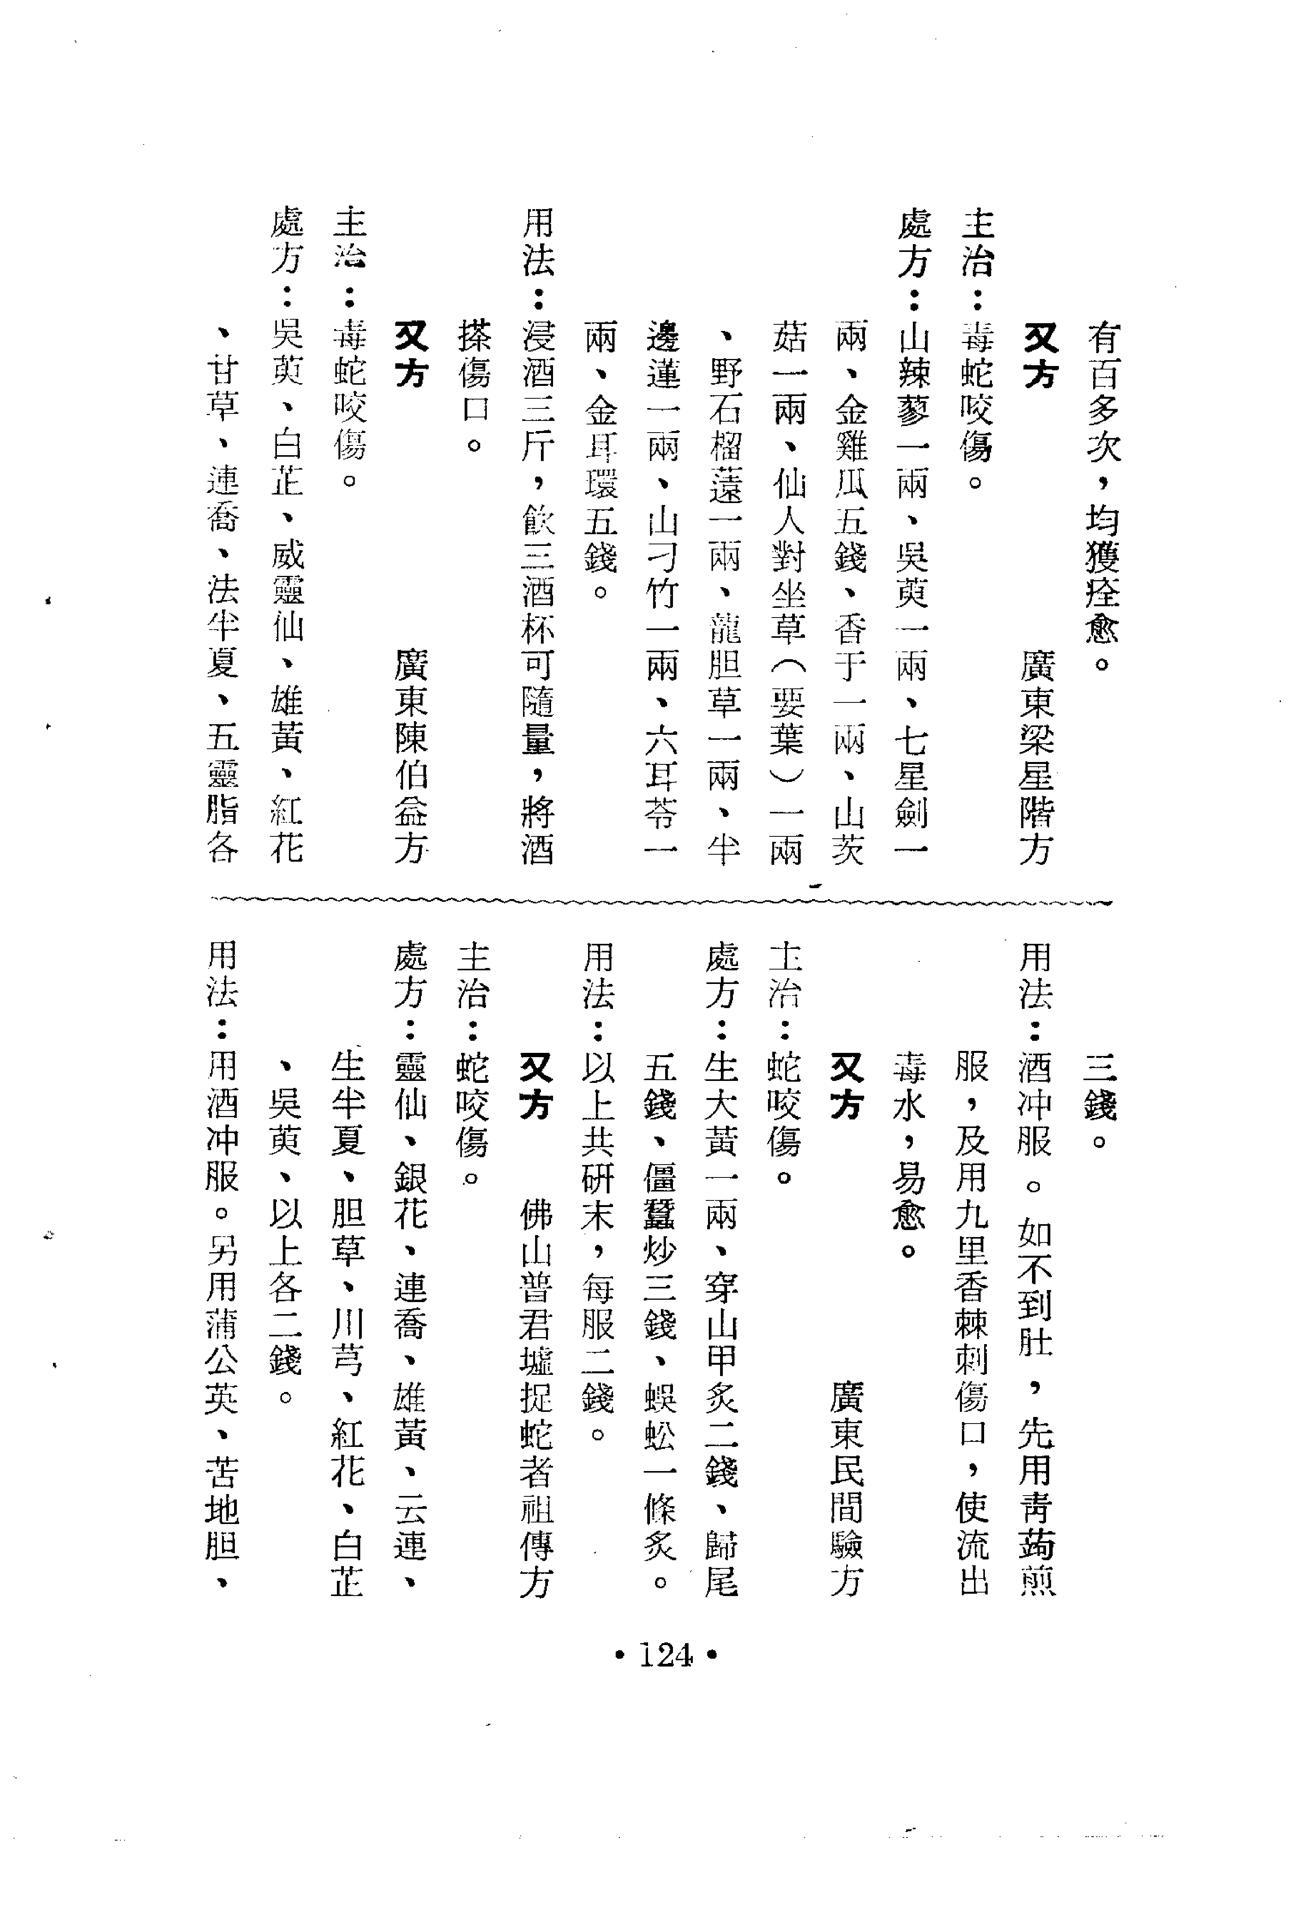 有百多次，均獲痊愈。
又方　廣東梁星階方
主治：毒蛇咬傷。
處方：山辣蓼一兩、吳萸一兩、七星劍一
兩、金雞瓜五錢、香于一兩、山茨
菇一兩、仙人對坐草（要葉）一兩
、野石榴薳一兩、龍胆草一兩、半
邊蓮一兩、山刁竹一兩、六耳苓一
兩、金耳環五錢。
用法：浸酒三斤，飲三酒杯可隨量，將酒
搽傷口。
又方　廣東陳伯益方
主治：毒蛇咬傷。
處方：吳萸、白芷、威靈仙、雄黃、紅花
、甘草、連喬、法半夏、五靈脂各
三錢。
用法：酒冲服。如不到肚，先用青蒟煎
服，及用九里香棘刺傷口，使流出
毒水，易愈。
又方　廣東民間驗方
主治：蛇咬傷。
處方：生大黃一兩、穿山甲炙二錢、歸尾
五錢、僵蠶炒三錢、蜈蚣一條炙。
用法：以上共研末，每服二錢。
又方　佛山普君墟捉蛇者祖傳方
主治：蛇咬傷。
處方：靈仙、銀花、連喬、雄黃、云連、
生半夏、胆草、川芎、紅花、白芷
、吳萸、以上各二錢。
用法：用酒冲服。另用蒲公英、苦地胆、
• 124 •